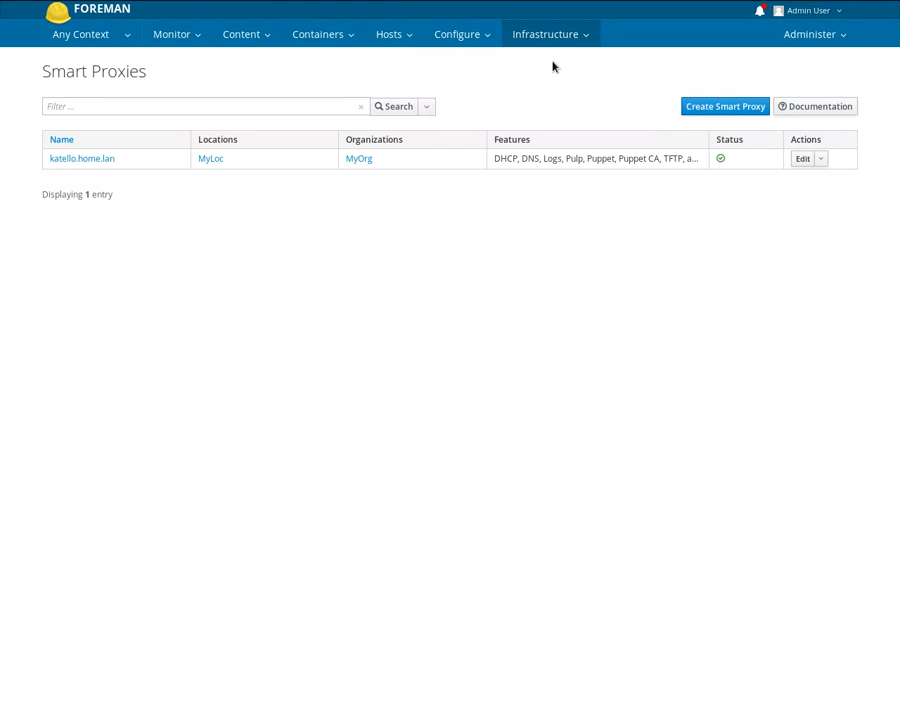 FOREMAN
Admin User
Any Context Monitor Content Containers Hosts Configure Infrastructure Administer
Smart Proxies
Filter ... × Search Create Smart Proxy Documentation
Name Locations Organizations Features Status Actions
katello.home.lan MyLoc MyOrg DHCP, DNS, Logs, Pulp, Puppet, Puppet CA, TFTP, a... Edit
Displaying 1 entry